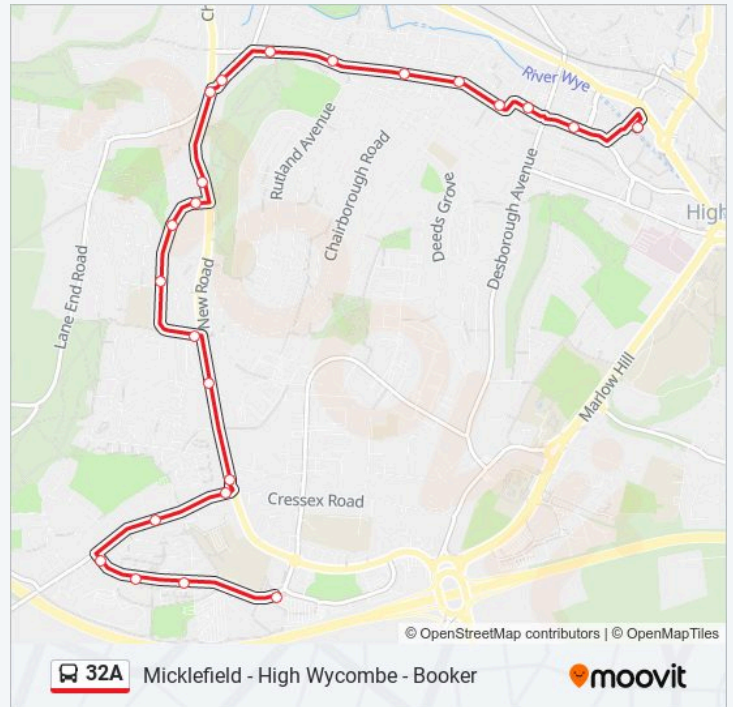 Ch
River Wye
Rutland Avenue
Chairborough Road
Deeds Grove
Desborough Avenue
High
Lane End Road
New Road
Marlow Hill
Cressex Road
© OpenStreetMap contributors | © OpenMapTiles
32A Micklefield - High Wycombe - Booker
moovit